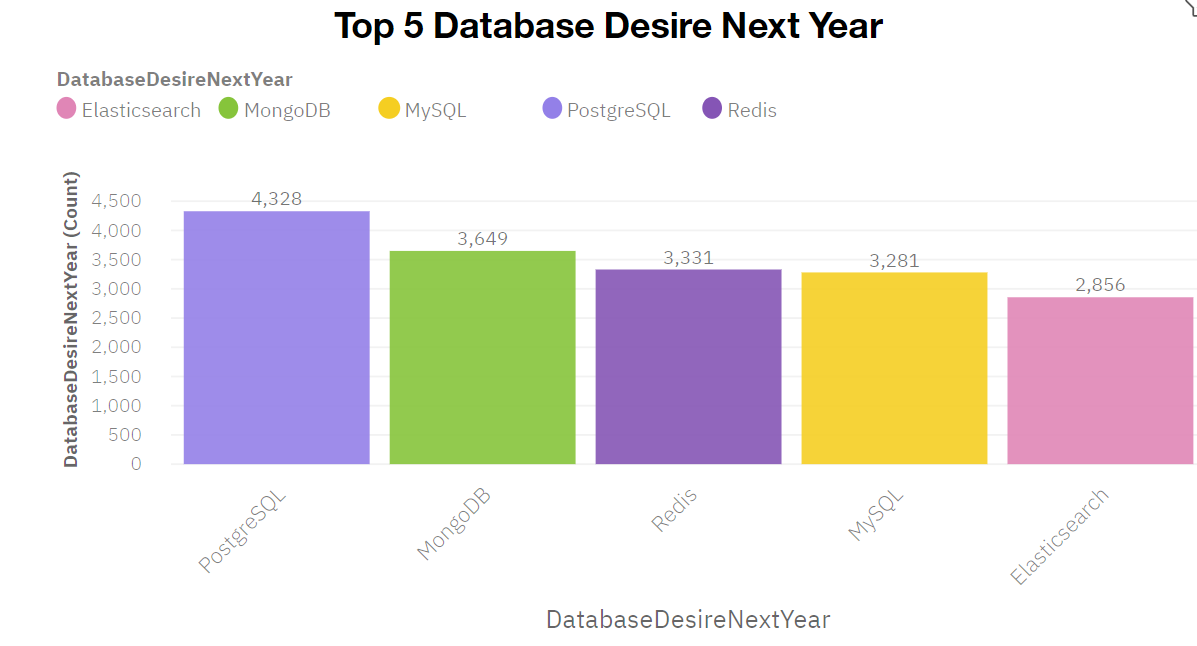 Top 5 Database Desire Next Year
DatabaseDesireNextYear
Elasticsearch MongoDB MySQL PostgreSQL Redis
DatabaseDesireNextYear (Count)
4,500
4,000
3,500
3,000
2,500
2,000
1,500
1,000
500
0
4,328
3,649
3,331
3,281
2,856
PostgreSQL
MongoDB
Redis
MySQL
Elasticsearch
DatabaseDesireNextYear